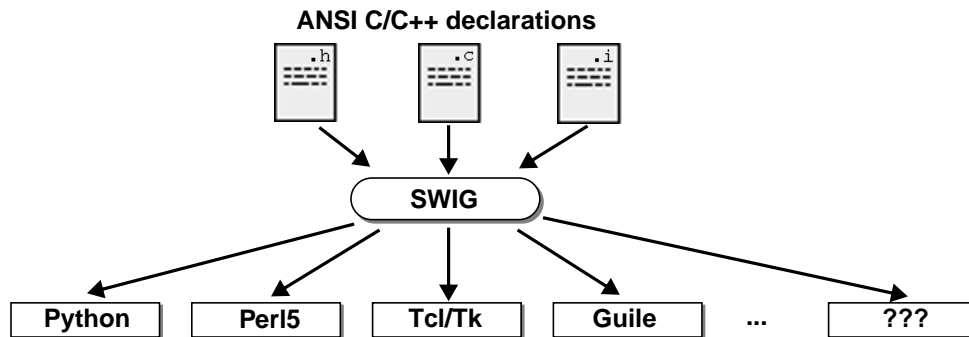 ANSI C/C++ declarations
.h
.c
.i
SWIG
Python
Perl5
Tcl/Tk
Guile
...
???